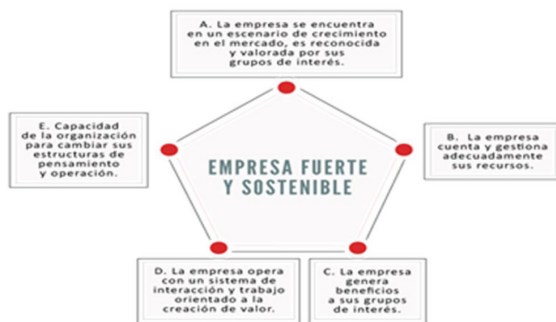 A. La empresa se encuentra
en un escenario de crecimiento
en el mercado, es reconocida
y valorada por sus
grupos de interés.
E. Capacidad
de la organización
para cambiar sus
estructuras de
pensamiento
y operación.
B. La empresa
cuenta y gestiona
adecuadamente
sus recursos.
EMPRESA FUERTE
Y SOSTENIBLE
D. La empresa opera
con un sistema de
interacción y trabajo
orientado a la
creación de valor.
C. La empresa
genera
beneficios
a sus grupos
de interés.